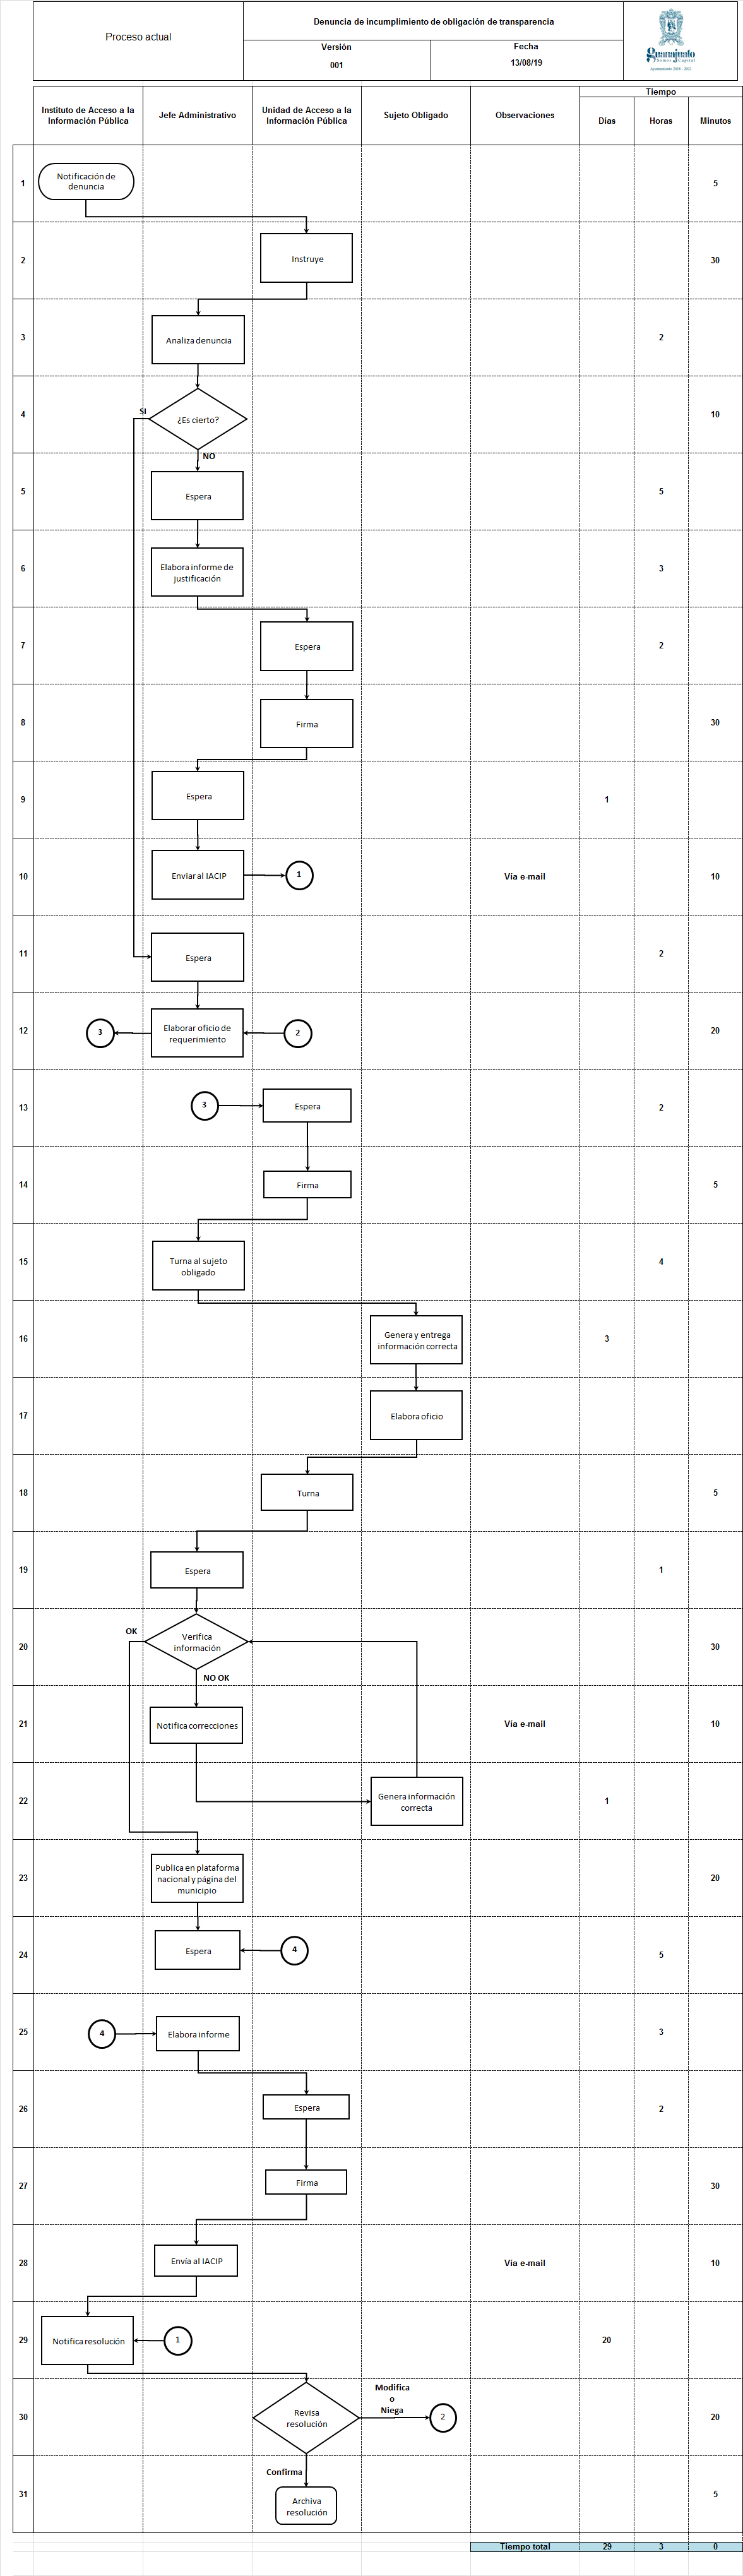 Proceso actual
Denuncia de incumplimiento de obligación de transparencia
Versión
001
Fecha
13/08/19
Guanajuato
Somos Capital
Ayuntamiento 2018 - 2021
Instituto de Acceso a la
Información Pública
Jefe Administrativo
Unidad de Acceso a la
Información Pública
Sujeto Obligado
Observaciones
Tiempo
Días
Horas
Minutos
1
Notificación de
denuncia
5
2
Instruye
30
3
Analiza denuncia
2
4
SI
¿Es cierto?
10
NO
5
Espera
5
6
Elabora informe de
justificación
3
7
Espera
2
8
Firma
30
9
Espera
1
10
Enviar al IACIP
1
Vía e-mail
10
11
Espera
2
12
3
Elaborar oficio de
requerimiento
2
20
13
3
Espera
2
14
Firma
5
15
Turna al sujeto
obligado
4
16
Genera y entrega
información correcta
3
17
Elabora oficio
18
Turna
5
19
Espera
1
20
OK
Verifica
información
30
NO OK
21
Notifica correcciones
Vía e-mail
10
22
Genera información
correcta
1
23
Publica en plataforma
nacional y página del
municipio
20
24
Espera
4
5
25
4
Elabora informe
3
26
Espera
2
27
Firma
30
28
Envía al IACIP
Vía e-mail
10
29
Notifica resolución
1
20
30
Revisa
resolución
Modifica
o
Niega
2
20
Confirma
31
Archiva
resolución
5
Tiempo total
29
3
0